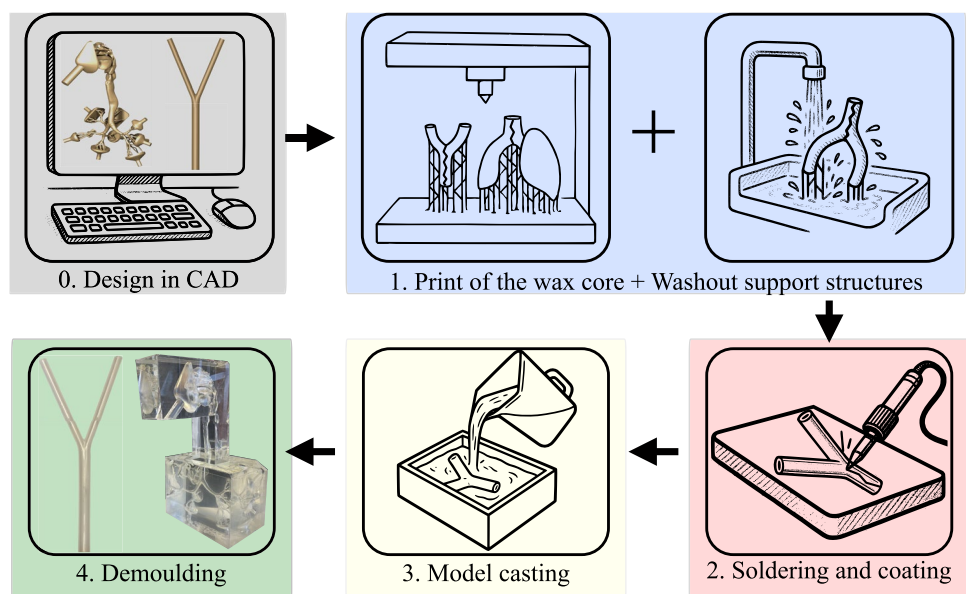 0. Design in CAD
1. Print of the wax core + Washout support structures
2. Soldering and coating
3. Model casting
4. Demoulding